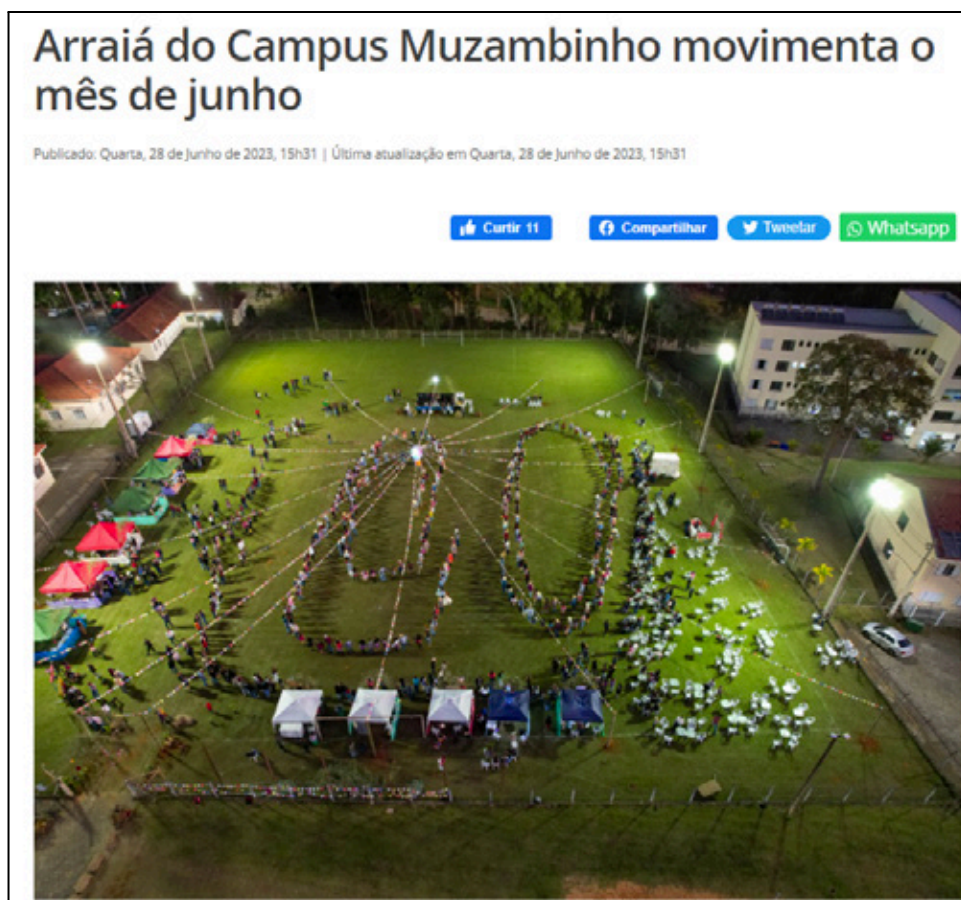 Arraiá do Campus Muzambinho movimenta o
mês de junho
Publicado: Quarta, 28 de Junho de 2023, 15h31 | Última atualização em Quarta, 28 de Junho de 2023, 15h31
Curtir 11 Compartilhar Tweetar Whatsapp